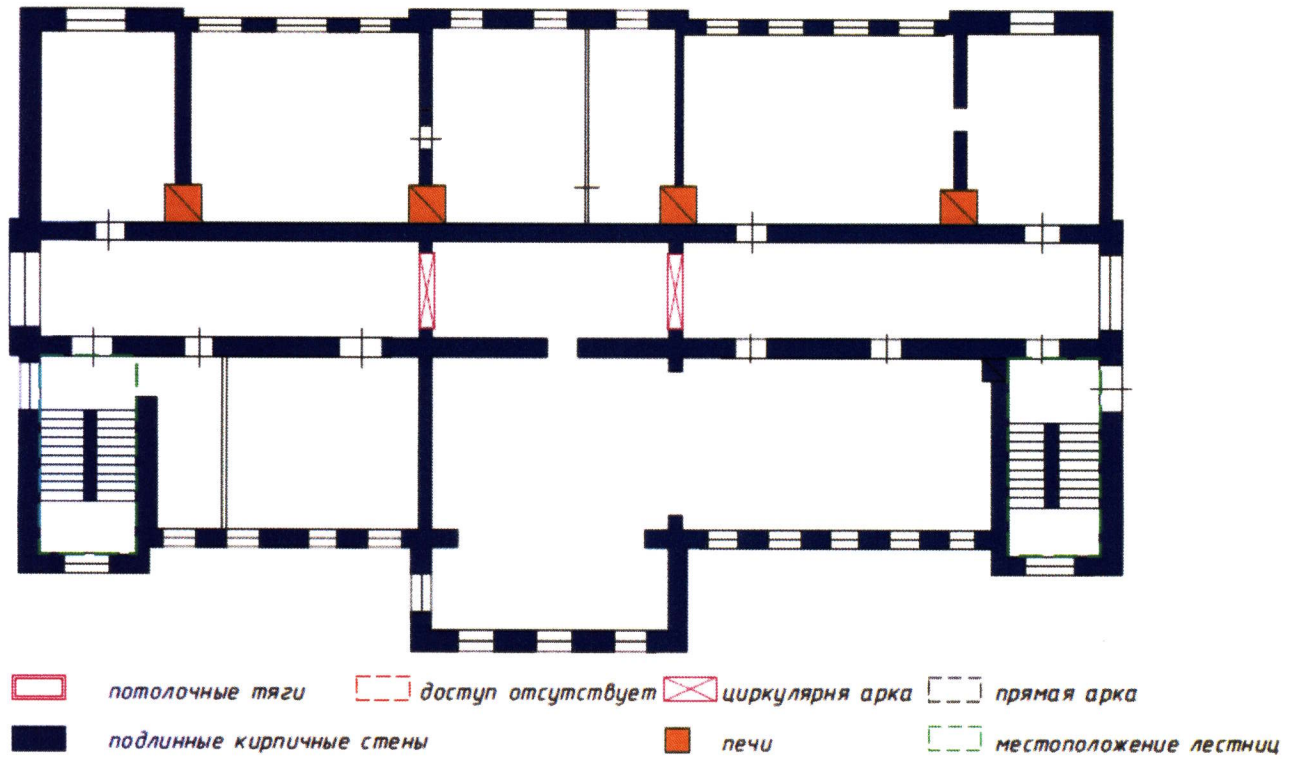 потолочные тяги доступ отсутствует циркулярня арка прямая арка
подлинные кирпичные стены печи местоположение лестниц